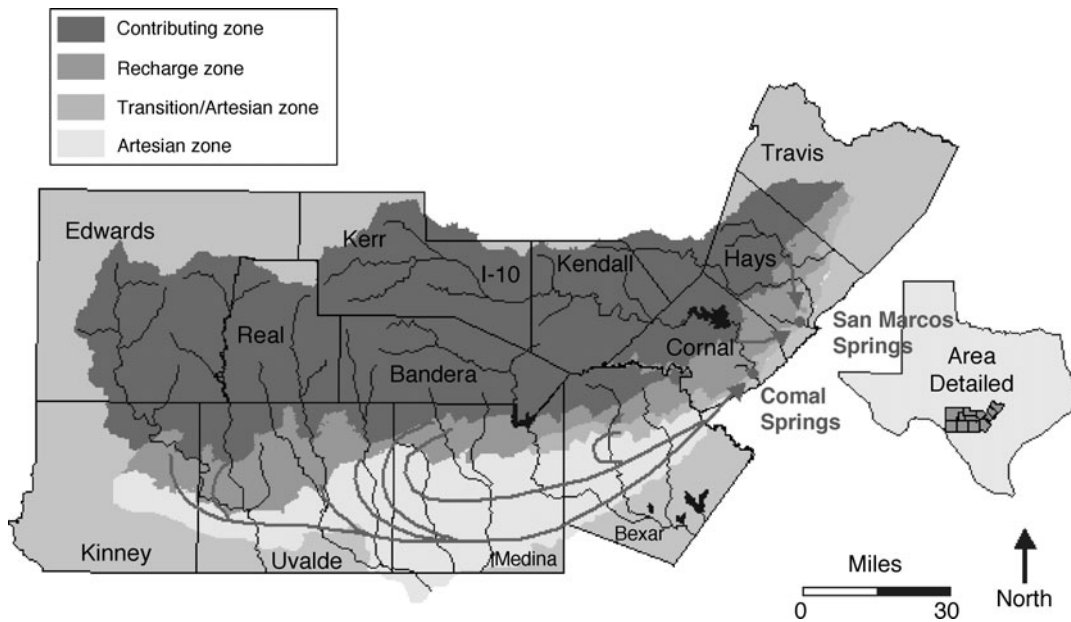 Contributing zone
Recharge zone
Transition/Artesian zone
Artesian zone
Travis
Edwards
Kerr
I-10
Kendall
Hays
Real
Cornal
San Marcos
Springs
Area
Detailed
Bandera
Comal
Springs
Kinney
Uvalde
Medina
Bexar
Miles
0
30
North